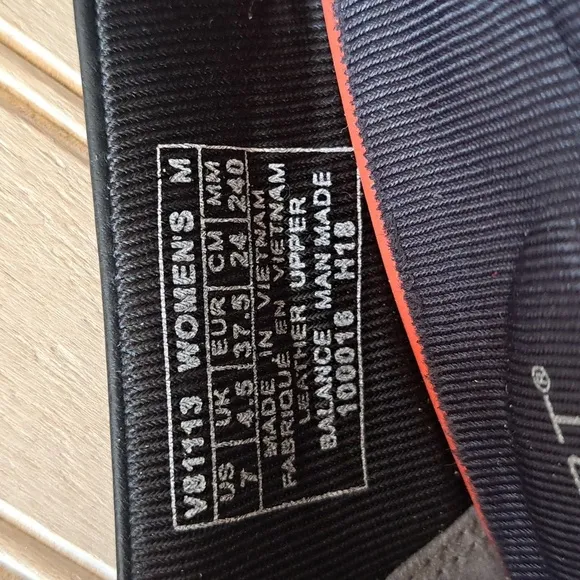 V81113 WOMEN'S M
US UK EUR CM MM
7 4.5 37.5 24 240
MADE IN VIETNAM
FABRIQUÉ EN VIETNAM
LEATHER UPPER
BALANCE MAN MADE
100016 H18
T®